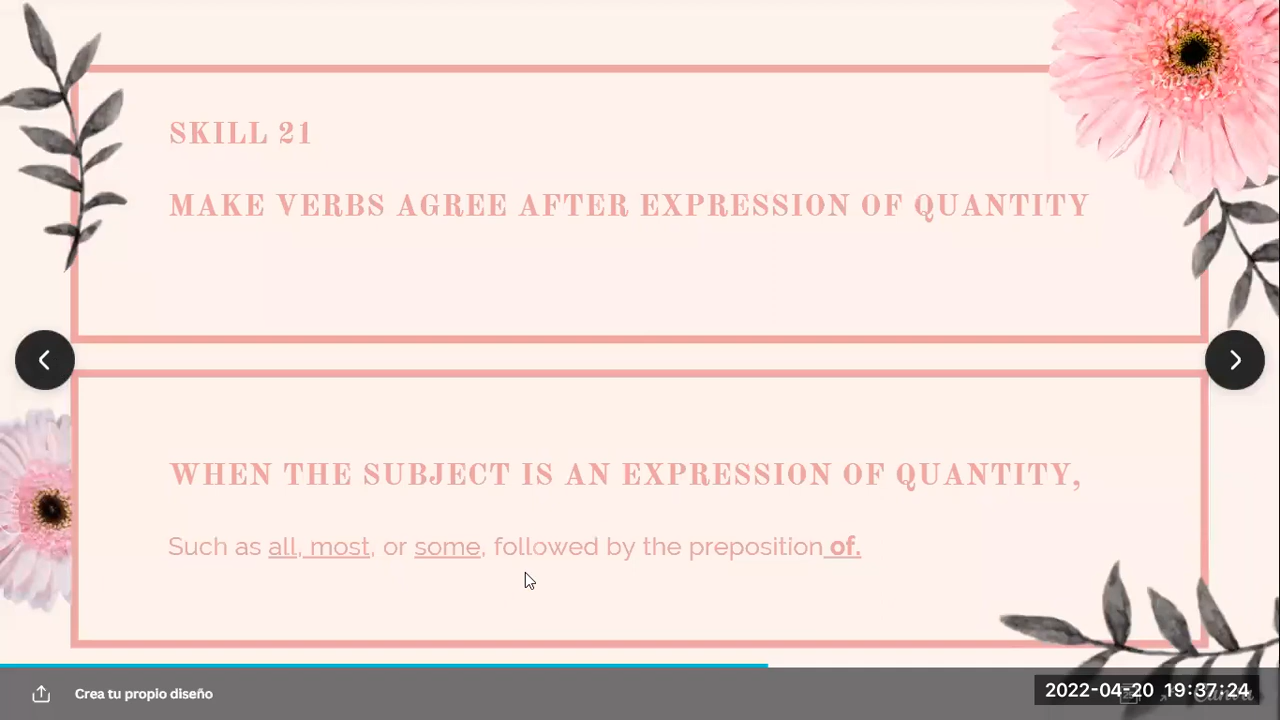 SKILL 21
MAKE VERBS AGREE AFTER EXPRESSION OF QUANTITY
WHEN THE SUBJECT IS AN EXPRESSION OF QUANTITY,
Such as all, most, or some, followed by the preposition of.
Crea tu propio diseño
2022-04-20 19:37:24